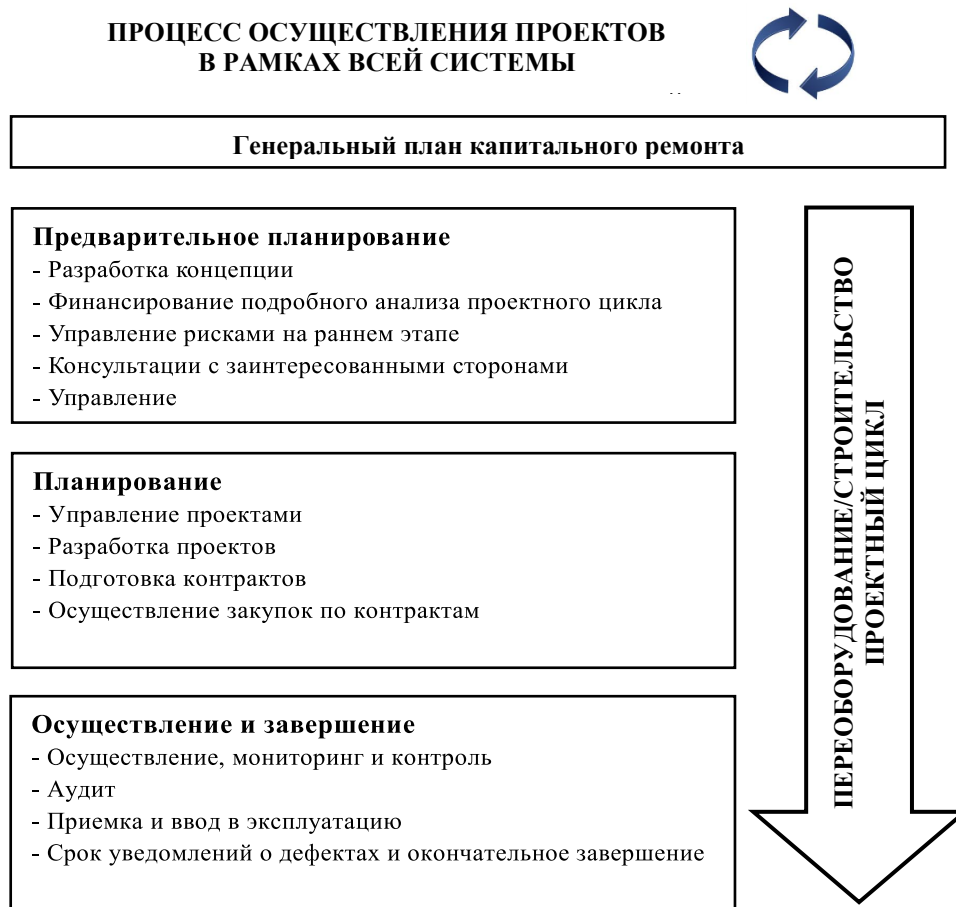 ПРОЦЕСС ОСУЩЕСТВЛЕНИЯ ПРОЕКТОВ
В РАМКАХ ВСЕЙ СИСТЕМЫ
Генеральный план капитального ремонта
Предварительное планирование
- Разработка концепции
- Финансирование подробного анализа проектного цикла
- Управление рисками на раннем этапе
- Консультации с заинтересованными сторонами
- Управление
Планирование
- Управление проектами
- Разработка проектов
- Подготовка контрактов
- Осуществление закупок по контрактам
Осуществление и завершение
- Осуществление, мониторинг и контроль
- Аудит
- Приемка и ввод в эксплуатацию
- Срок уведомлений о дефектах и окончательное завершение
ПЕРЕОБОРУДОВАНИЕ/СТРОИТЕЛЬСТВО
ПРОЕКТНЫЙ ЦИКЛ